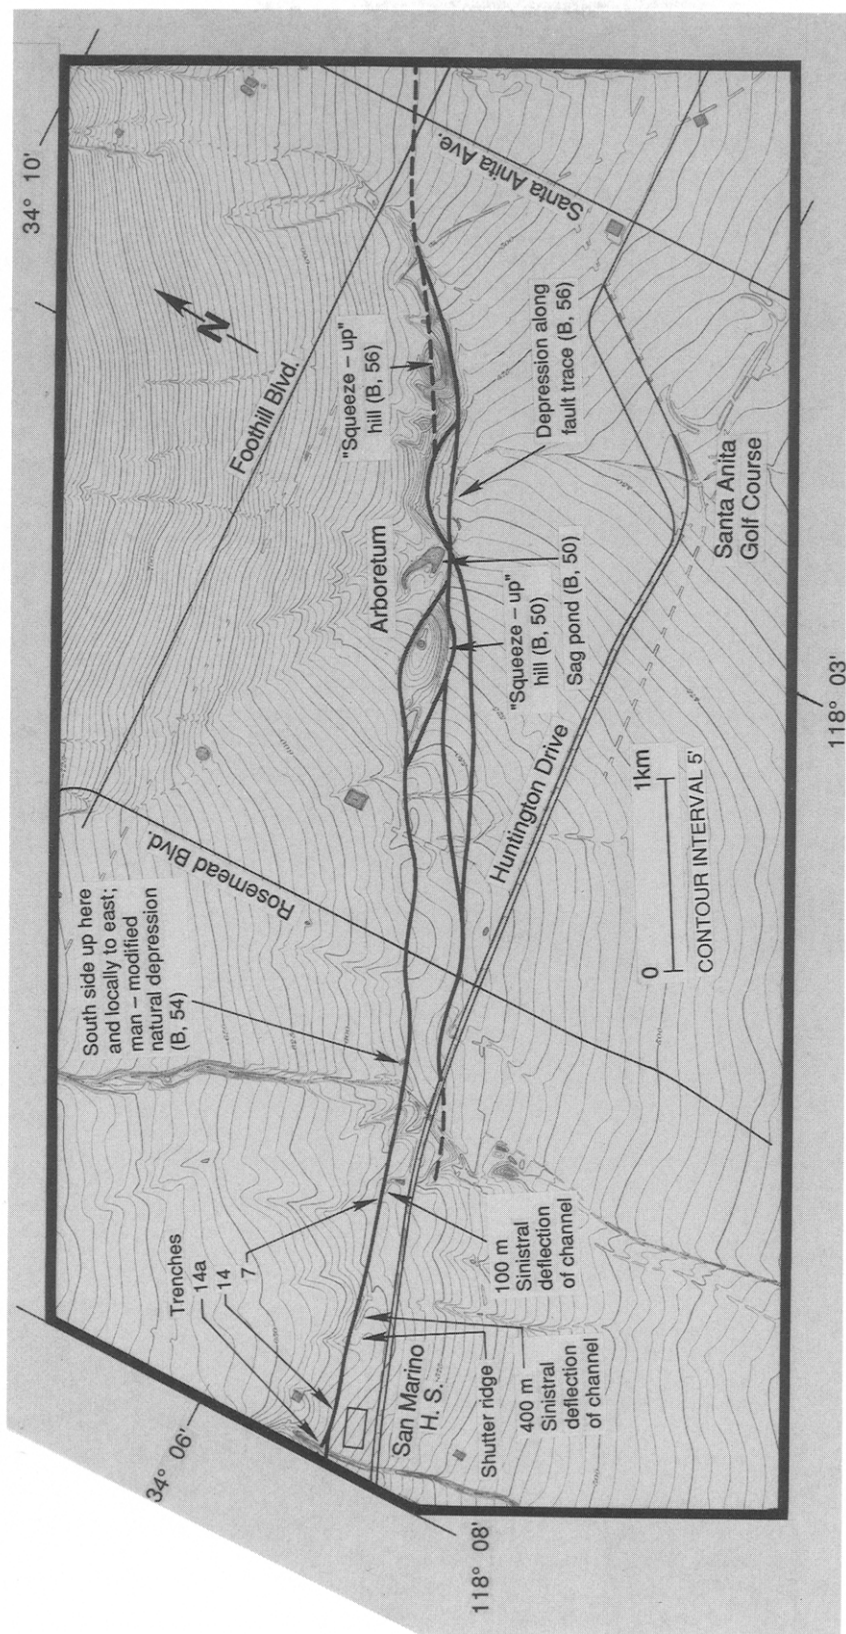 34° 10'
Santa Anita Ave.
N
Foothill Blvd.
"Squeeze – up"
hill (B, 56)
Depression along
fault trace (B, 56)
Santa Anita
Golf Course
Arboretum
"Squeeze – up"
hill (B, 50)
Sag pond (B, 50)
118° 03'
Huntington Drive
0
1km
CONTOUR INTERVAL 5'
Rosemead Blvd.
South side up here
and locally to east;
man – modified
natural depression
(B, 54)
Trenches
14a
14
7
100 m
Sinistral
deflection
of channel
400 m
Sinistral
deflection
of channel
Shutter ridge
San Marino
H. S.
34° 06'
118° 08'